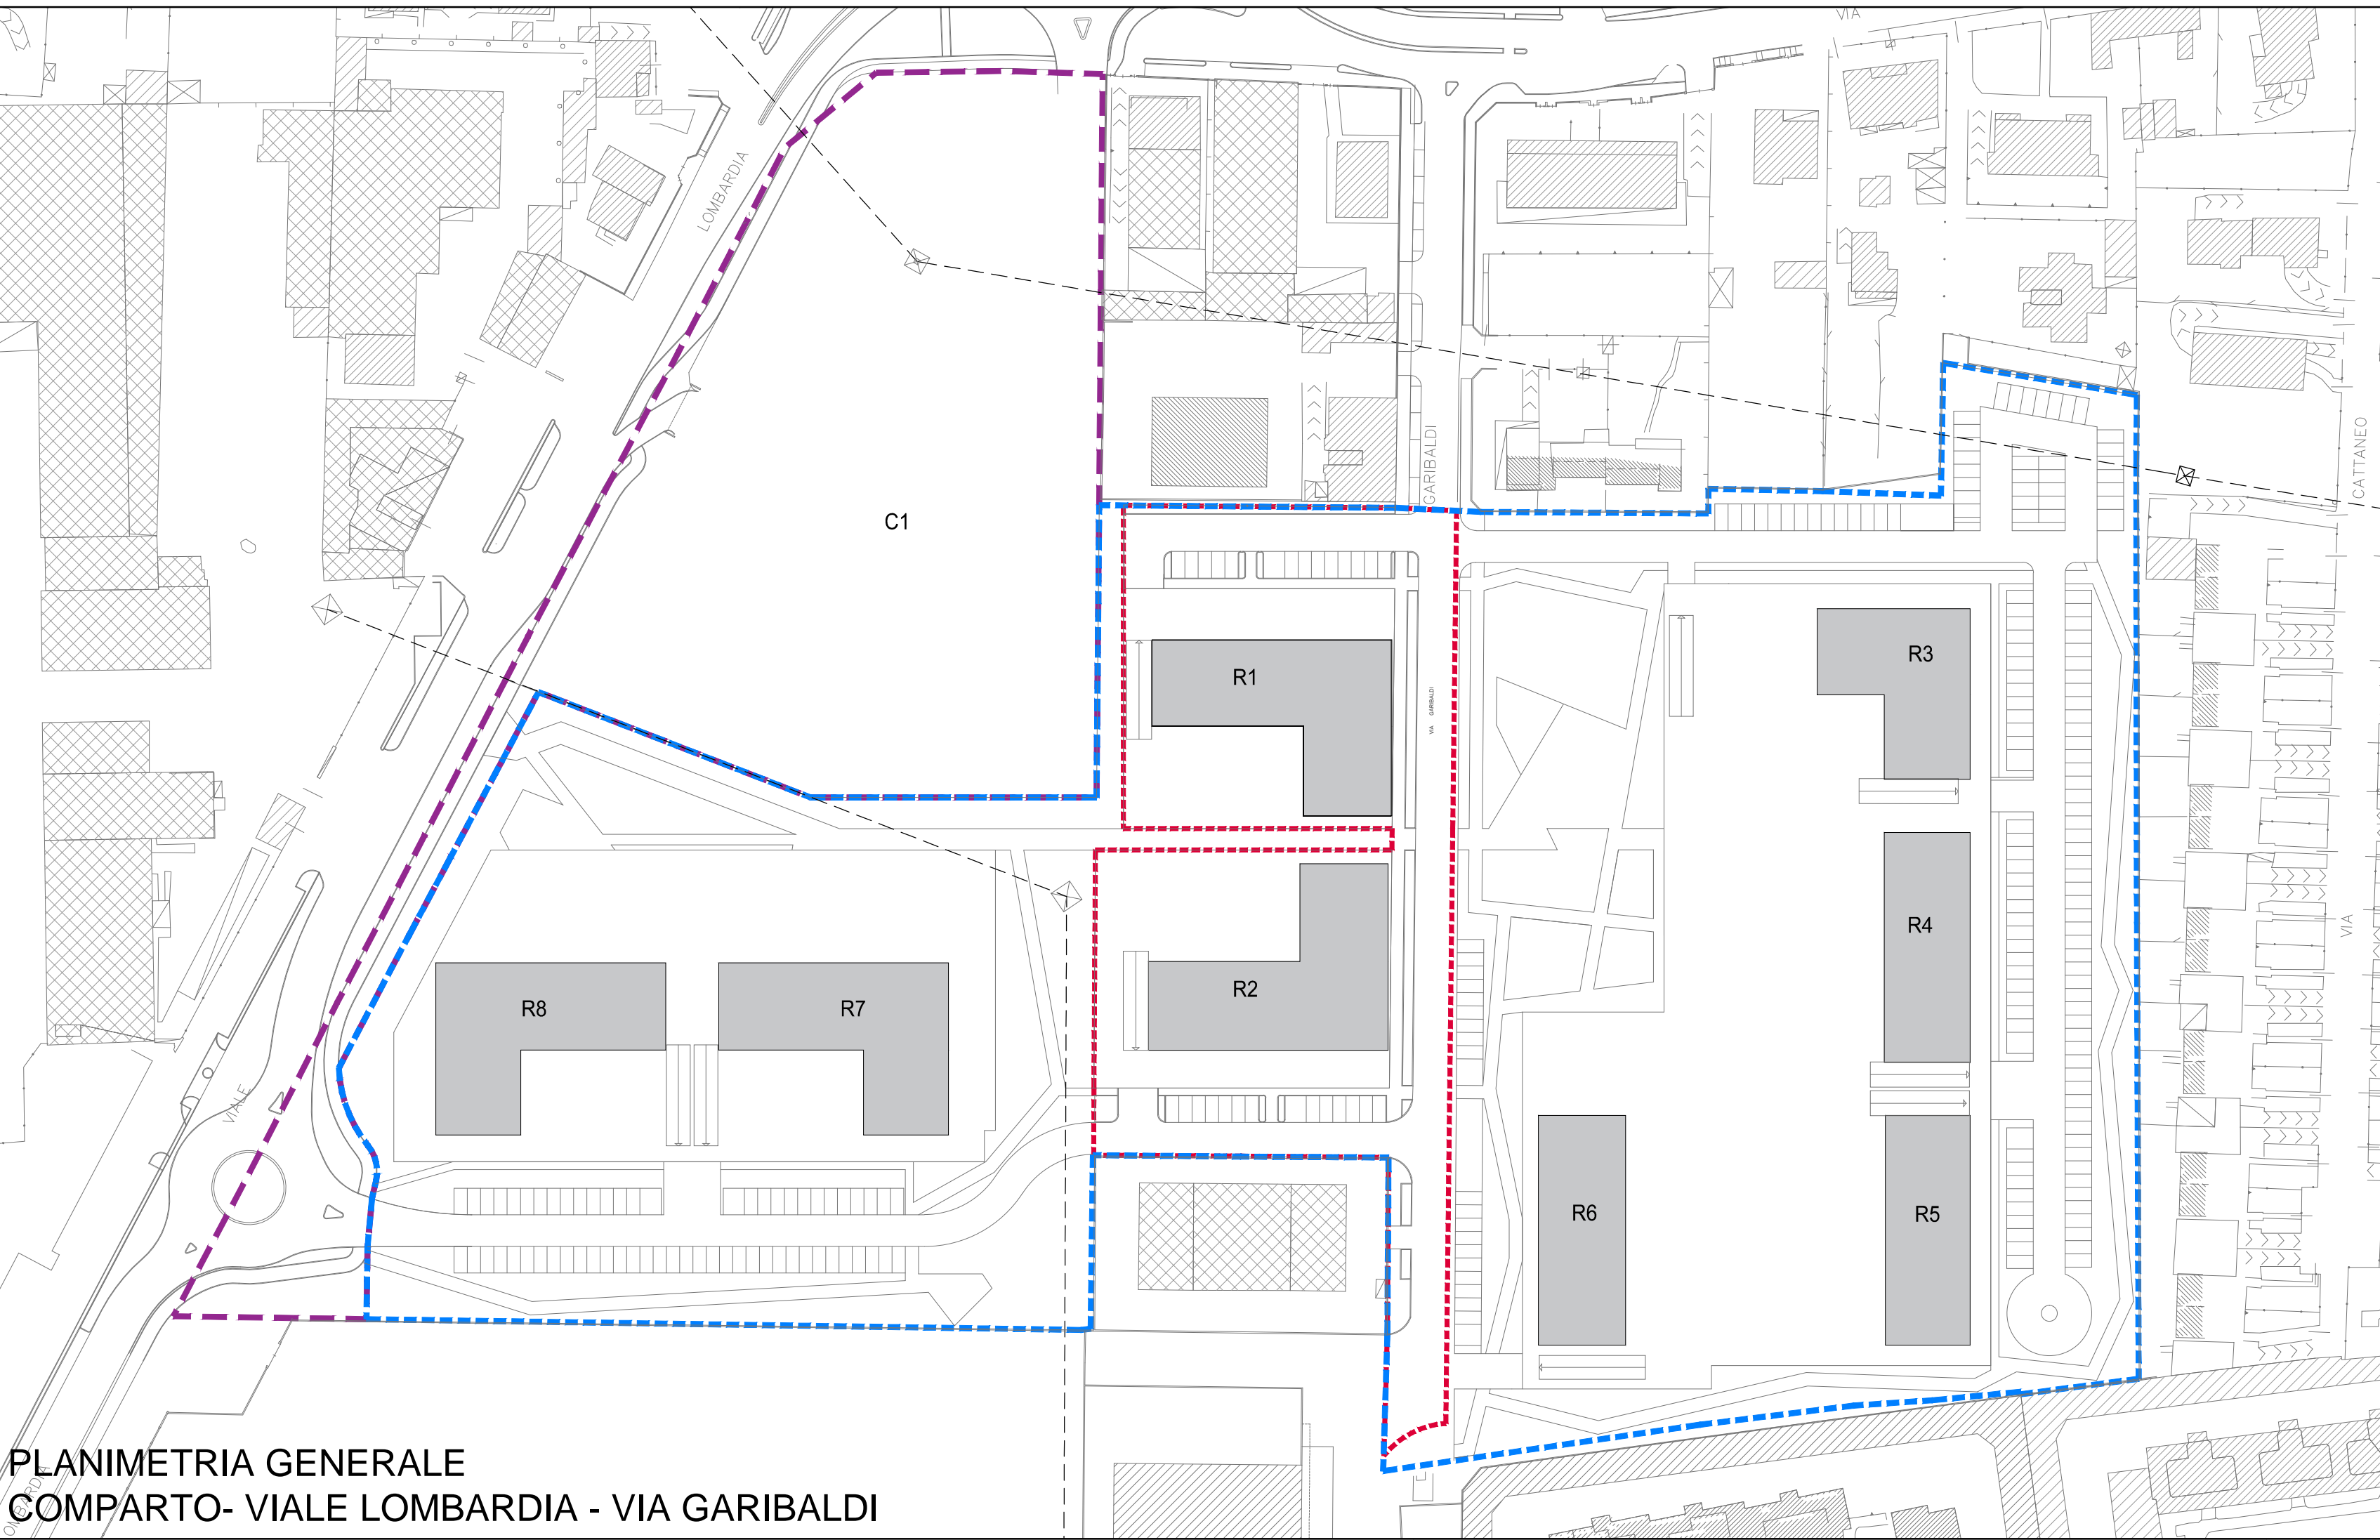 VIA
LOMBARDIA
GARIBALDI
CATTANEO
C1
R1
R3
VIA GARIBALDI
R4
VIA
R2
R8
R7
VIALE
R6
R5
PLANIMETRIA GENERALE
LOMBARDIA
COMPARTO- VIALE LOMBARDIA - VIA GARIBALDI